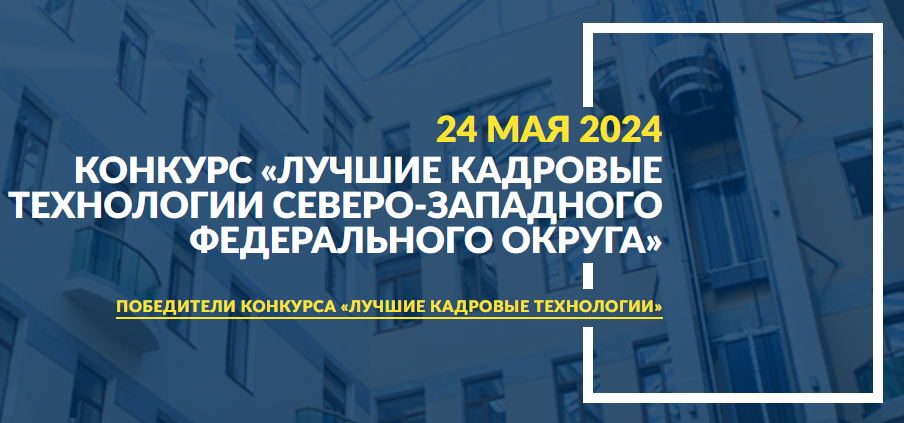 24 МАЯ 2024
КОНКУРС «ЛУЧШИЕ КАДРОВЫЕ
ТЕХНОЛОГИИ СЕВЕРО-ЗАПАДНОГО
ФЕДЕРАЛЬНОГО ОКРУГА»
ПОБЕДИТЕЛИ КОНКУРСА «ЛУЧШИЕ КАДРОВЫЕ ТЕХНОЛОГИИ»